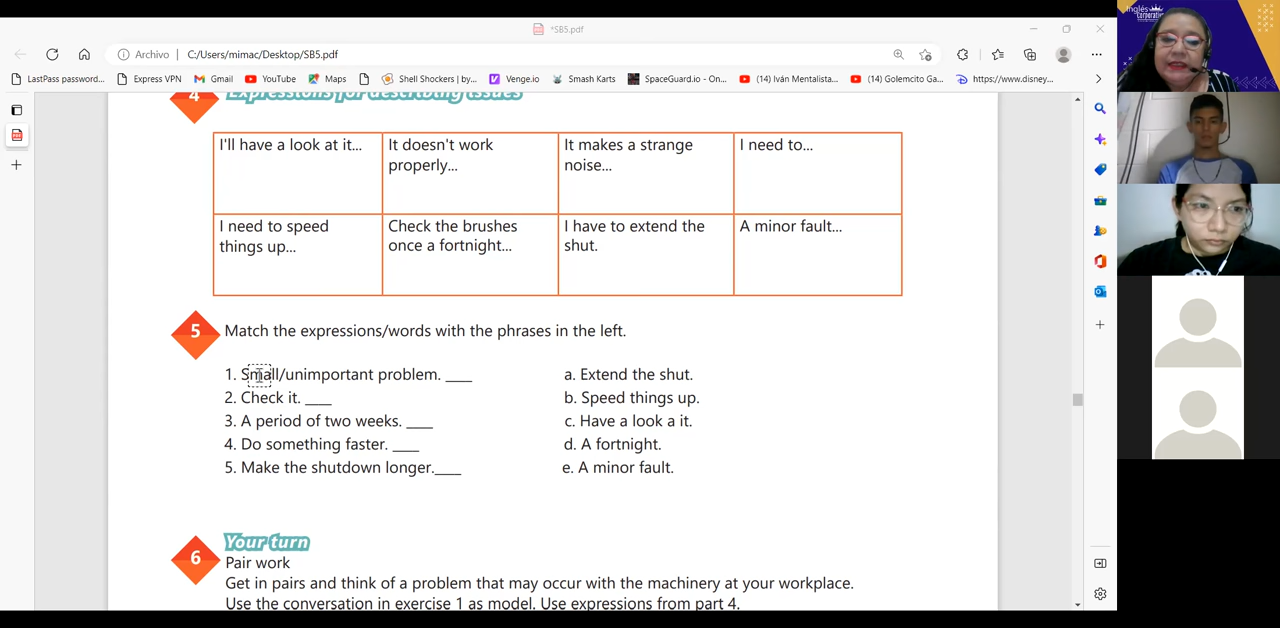 *SB5.pdf
Archivo | C:/Users/mimac/Desktop/SB5.pdf
LastPass password... Express VPN Gmail YouTube Maps Shell Shockers | by... Venge.io Smash Karts SpaceGuard.io - On... (14) Iván Mentalista... (14) Golemcito Ga... https://www.disney...
Inglés
Corporativo
4 Expressions for describing issues
I'll have a look at it...
It doesn't work properly...
It makes a strange noise...
I need to...
I need to speed things up...
Check the brushes once a fortnight...
I have to extend the shut.
A minor fault...
5 Match the expressions/words with the phrases in the left.
1. Small/unimportant problem. ____ a. Extend the shut.
2. Check it. ____ b. Speed things up.
3. A period of two weeks. ____ c. Have a look a it.
4. Do something faster. ____ d. A fortnight.
5. Make the shutdown longer.____ e. A minor fault.
6 Your turn
Pair work
Get in pairs and think of a problem that may occur with the machinery at your workplace.
Use the conversation in exercise 1 as model. Use expressions from part 4.